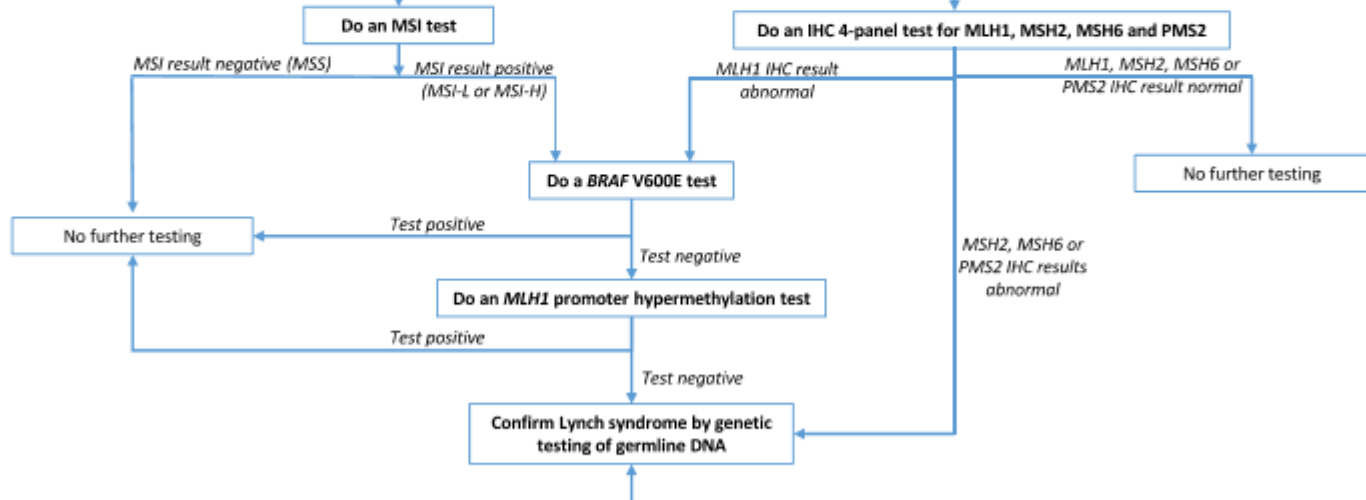 Do an MSI test
Do an IHC 4-panel test for MLH1, MSH2, MSH6 and PMS2
MSI result negative (MSS)
MSI result positive
(MSI-L or MSI-H)
MLH1 IHC result
abnormal
MLH1, MSH2, MSH6 or
PMS2 IHC result normal
Do a BRAF V600E test
No further testing
No further testing
Test positive
Test negative
MSH2, MSH6 or
PMS2 IHC results
abnormal
Do an MLH1 promoter hypermethylation test
Test positive
Test negative
Confirm Lynch syndrome by genetic
testing of germline DNA